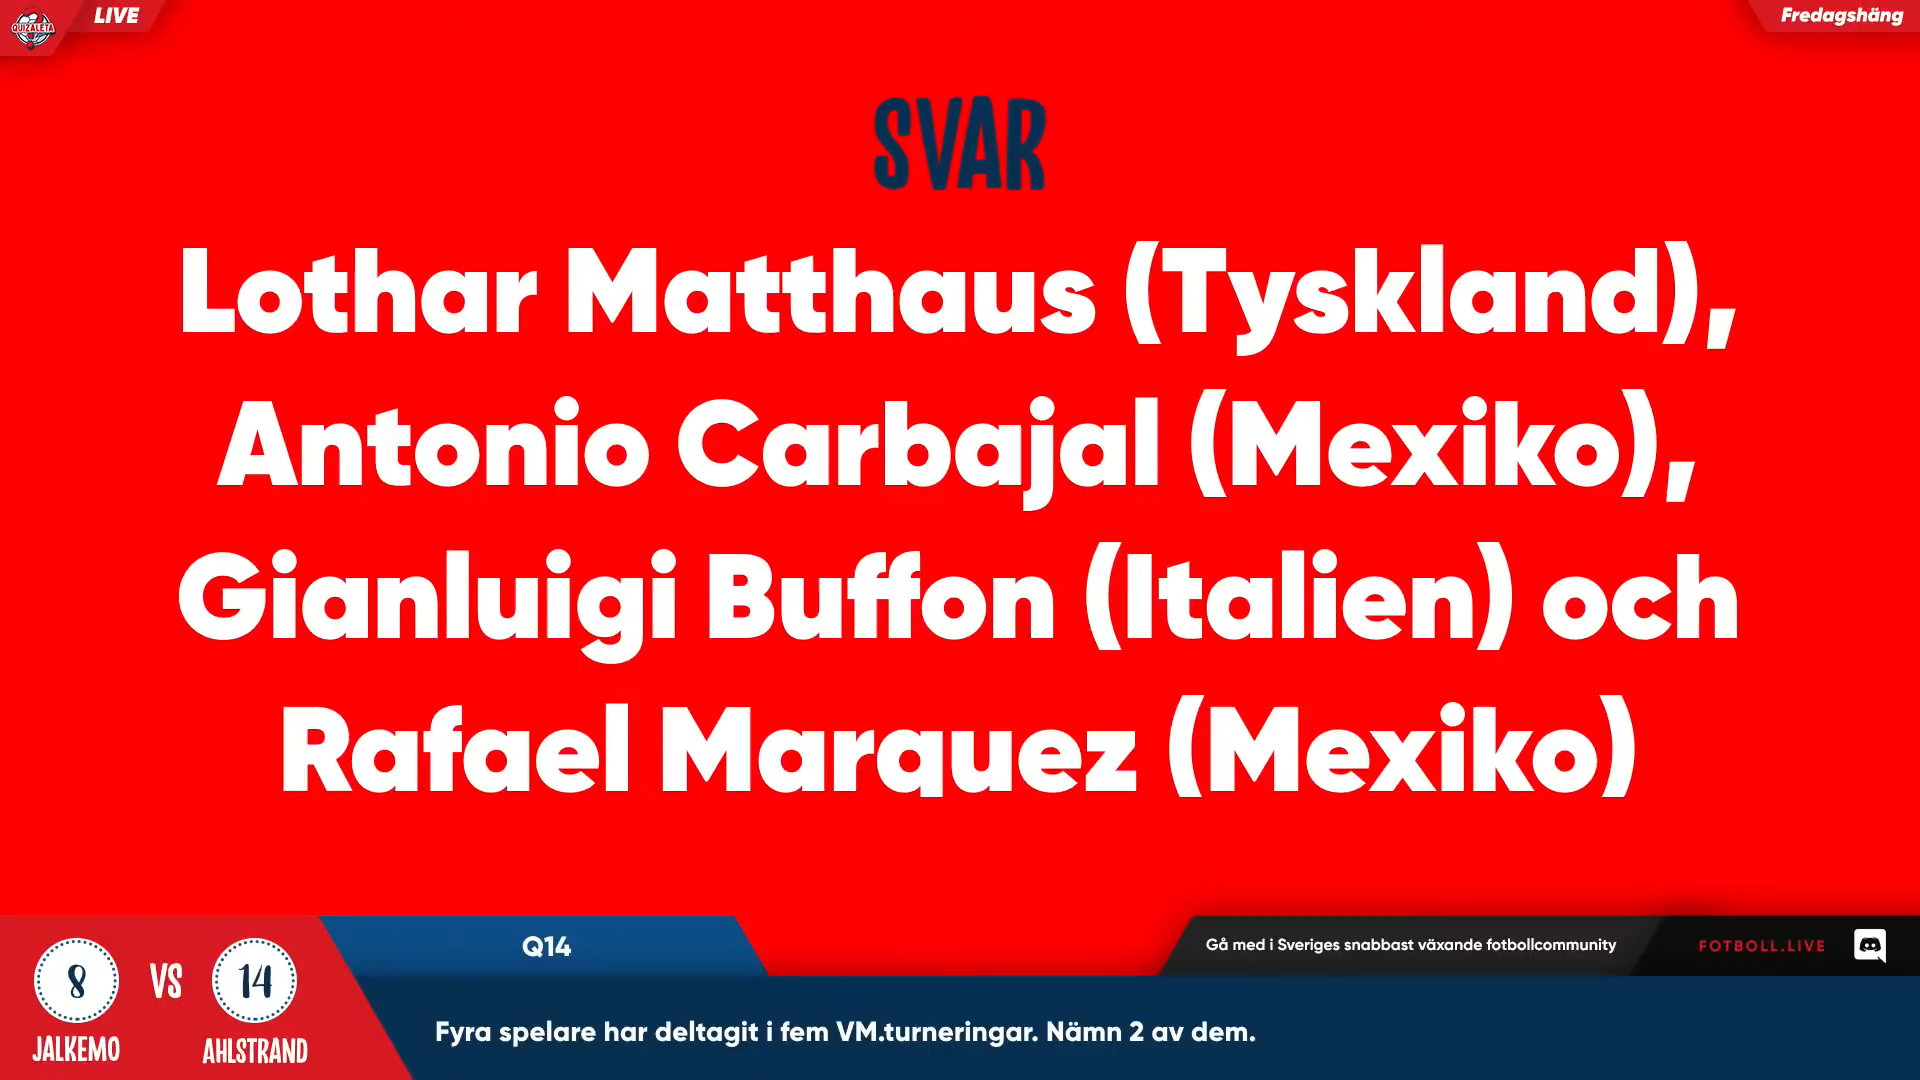 QUIZALETA
LIVE
Fredagshäng
SVAR
Lothar Matthaus (Tyskland),
Antonio Carbajal (Mexiko),
Gianluigi Buffon (Italien) och
Rafael Marquez (Mexiko)
8 VS 14
JALKEMO AHLSTRAND
Q14
Gå med i Sveriges snabbast växande fotbollcommunity
FOTBOLL.LIVE
Fyra spelare har deltagit i fem VM.turneringar. Nämn 2 av dem.